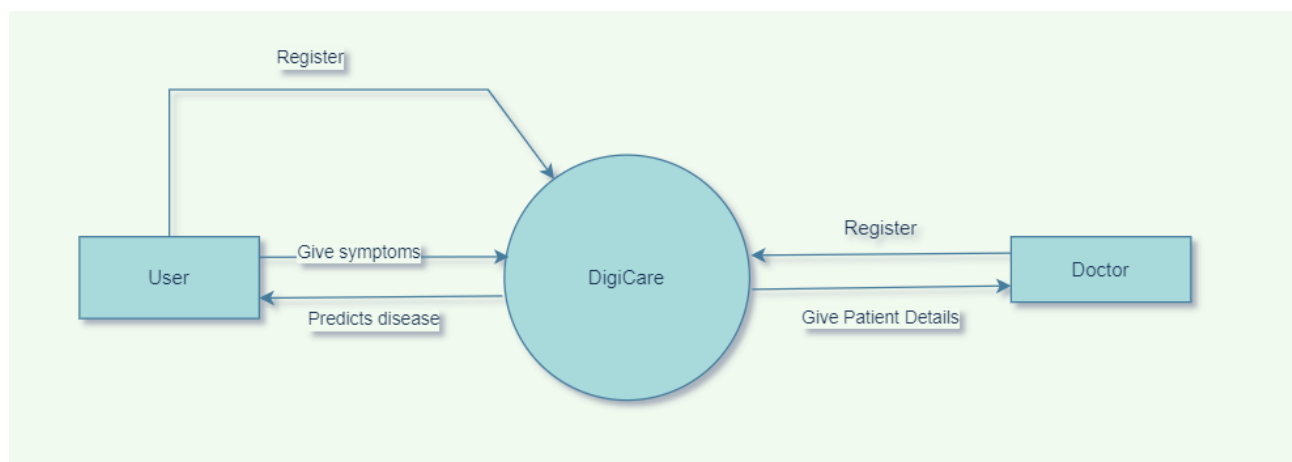 Register
Give symptoms
Register
User
DigiCare
Doctor
Predicts disease
Give Patient Details